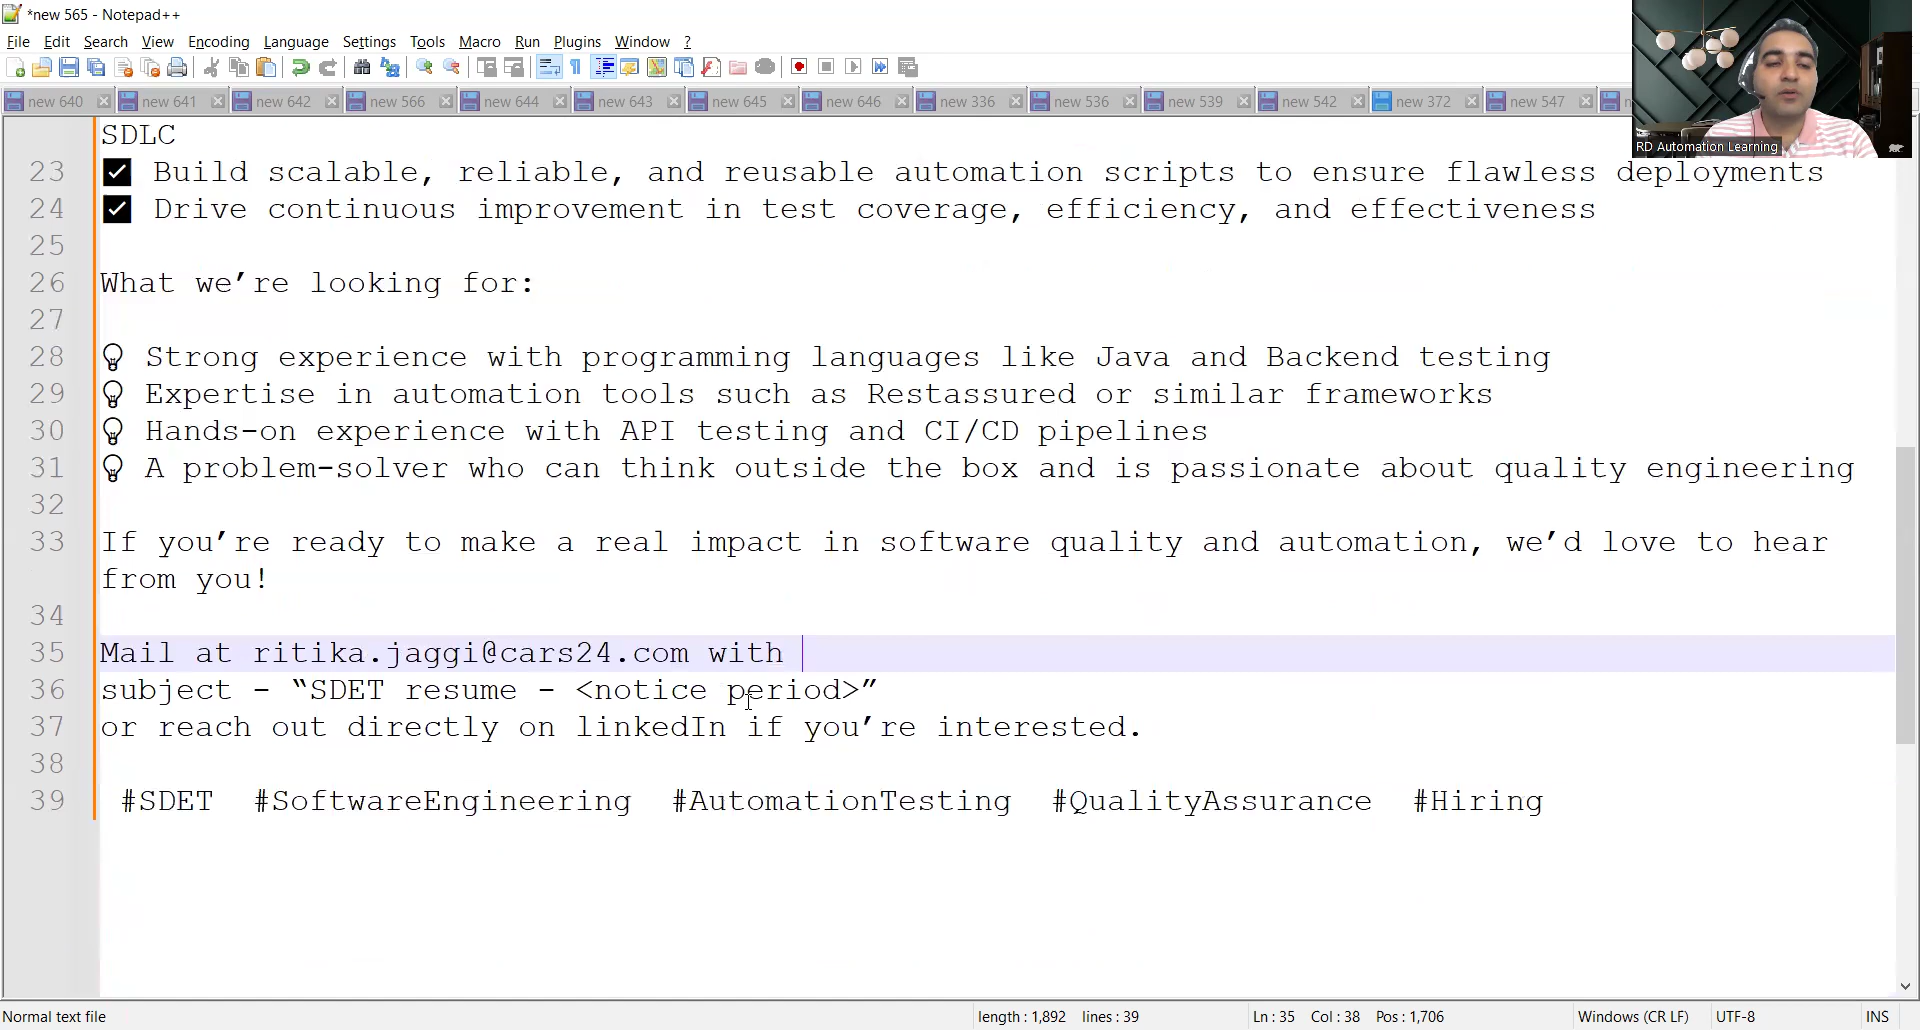 *new 565 - Notepad++
File Edit Search View Encoding Language Settings Tools Macro Run Plugins Window ?
new 640 new 641 new 642 new 566 new 644 new 643 new 645 new 646 new 336 new 536 new 539 new 542 new 372 new 547
RD Automation Learning
SDLC
23 ✓ Build scalable, reliable, and reusable automation scripts to ensure flawless deployments
24 ✓ Drive continuous improvement in test coverage, efficiency, and effectiveness
25
26 What we’re looking for:
27
28 💡 Strong experience with programming languages like Java and Backend testing
29 💡 Expertise in automation tools such as Restassured or similar frameworks
30 💡 Hands-on experience with API testing and CI/CD pipelines
31 💡 A problem-solver who can think outside the box and is passionate about quality engineering
32
33 If you’re ready to make a real impact in software quality and automation, we’d love to hear
from you!
34
35 Mail at ritika.jaggi@cars24.com with
36 subject - “SDET resume - <notice period>”
37 or reach out directly on linkedIn if you’re interested.
38
39 #SDET #SoftwareEngineering #AutomationTesting #QualityAssurance #Hiring
Normal text file length : 1,892 lines : 39 Ln : 35 Col : 38 Pos : 1,706 Windows (CR LF) UTF-8 INS